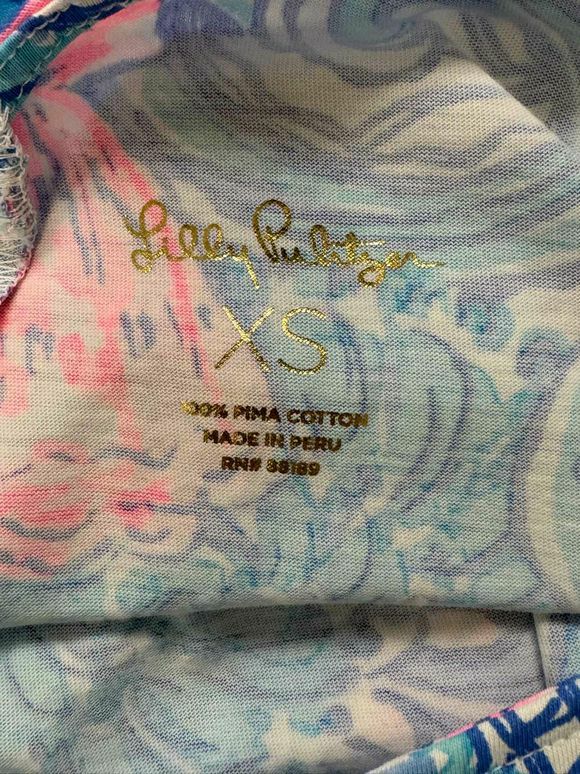 Lilly Pulitzer
XS
100% PIMA COTTON
MADE IN PERU
RN# 88189